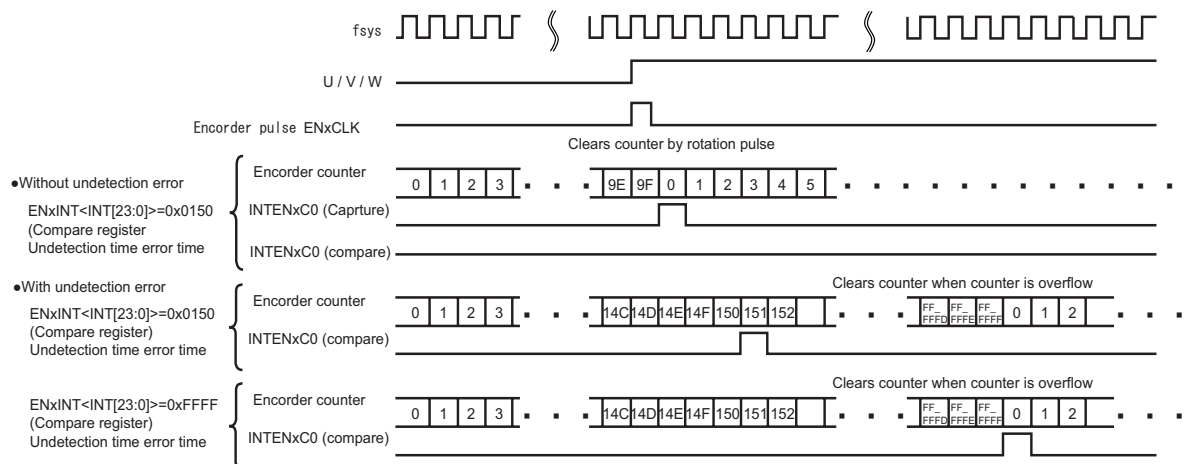 fsys
U / V / W
Encorder pulse ENxCLK
Clears counter by rotation pulse
●Without undetection error
ENxINT<INT[23:0]>=0x0150
(Compare register
Undetection time error time
Encorder counter
0 1 2 3 ▪ ▪ ▪ 9E 9F 0 1 2 3 4 5 ▪ ▪ ▪ ▪ ▪ ▪ ▪ ▪ ▪ ▪ ▪ ▪ ▪
INTENxC0 (Caprture)
INTENxC0 (compare)
●With undetection error
Clears counter when counter is overflow
ENxINT<INT[23:0]>=0x0150
(Compare register)
Undetection time error time
Encorder counter
0 1 2 3 ▪ ▪ ▪ 14C 14D 14E 14F 150 151 152 ▪ ▪ ▪ FF_FFFD FF_FFFE FF_FFFF 0 1 2 ▪ ▪ ▪
INTENxC0 (compare)
Clears counter when counter is overflow
ENxINT<INT[23:0]>=0xFFFF
(Compare register)
Undetection time error time
Encorder counter
0 1 2 3 ▪ ▪ ▪ 14C 14D 14E 14F 150 151 152 ▪ ▪ ▪ FF_FFFD FF_FFFE FF_FFFF 0 1 2 ▪ ▪ ▪
INTENxC0 (compare)